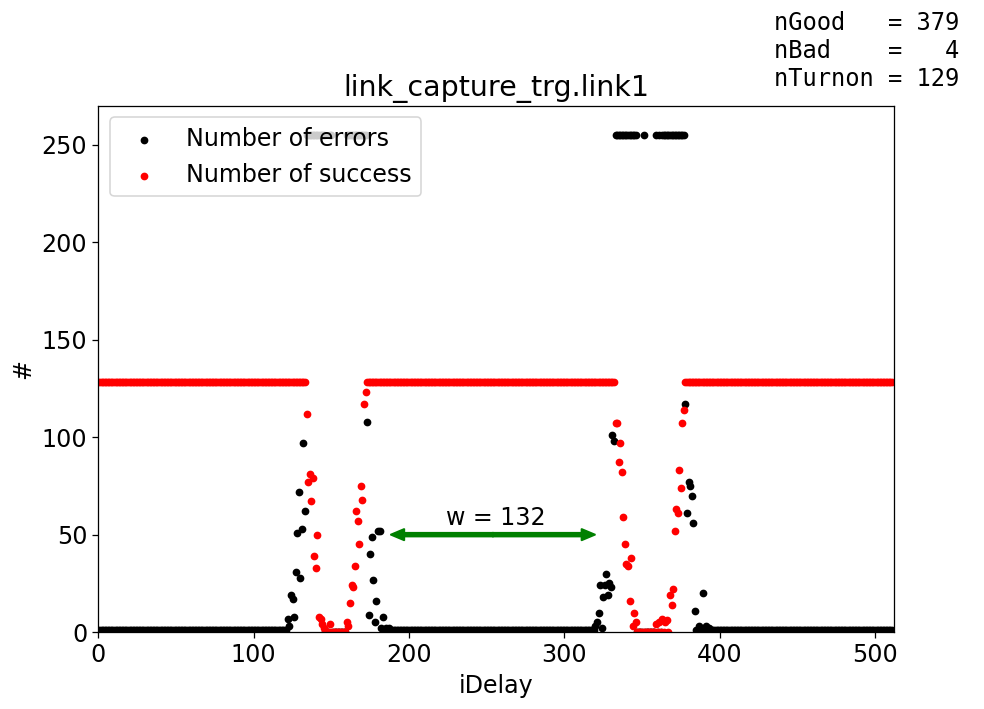 nGood   = 379
nBad    =   4
nTurnon = 129
link_capture_trg.link1
Number of errors
Number of success
250
200
150
100
50
0
#
w = 132
0 100 200 300 400 500
iDelay